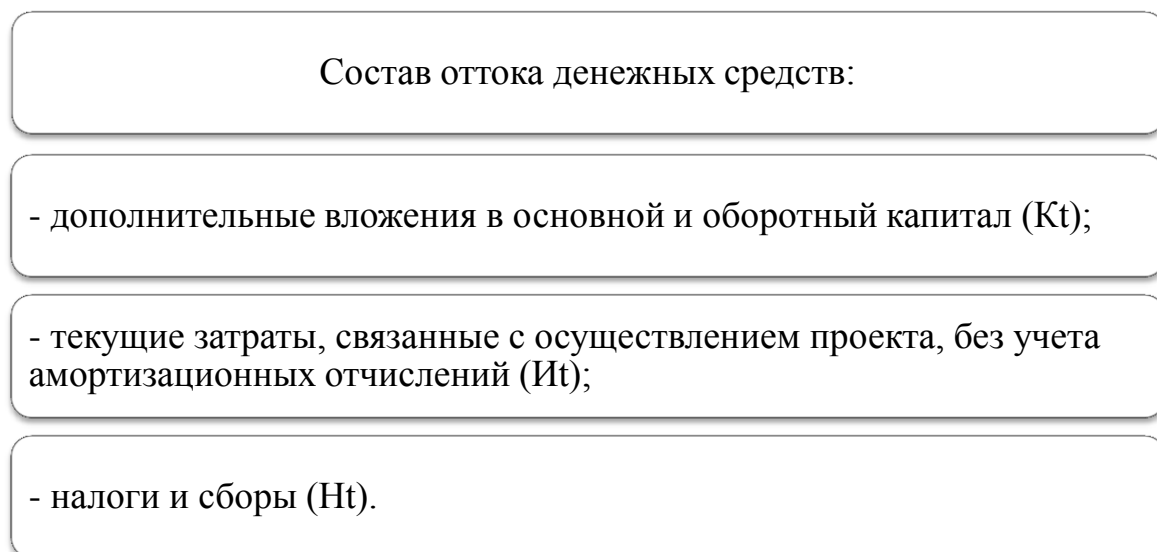 Состав оттока денежных средств:
- дополнительные вложения в основной и оборотный капитал (Kt);
- текущие затраты, связанные с осуществлением проекта, без учета
амортизационных отчислений (Иt);
- налоги и сборы (Нt).